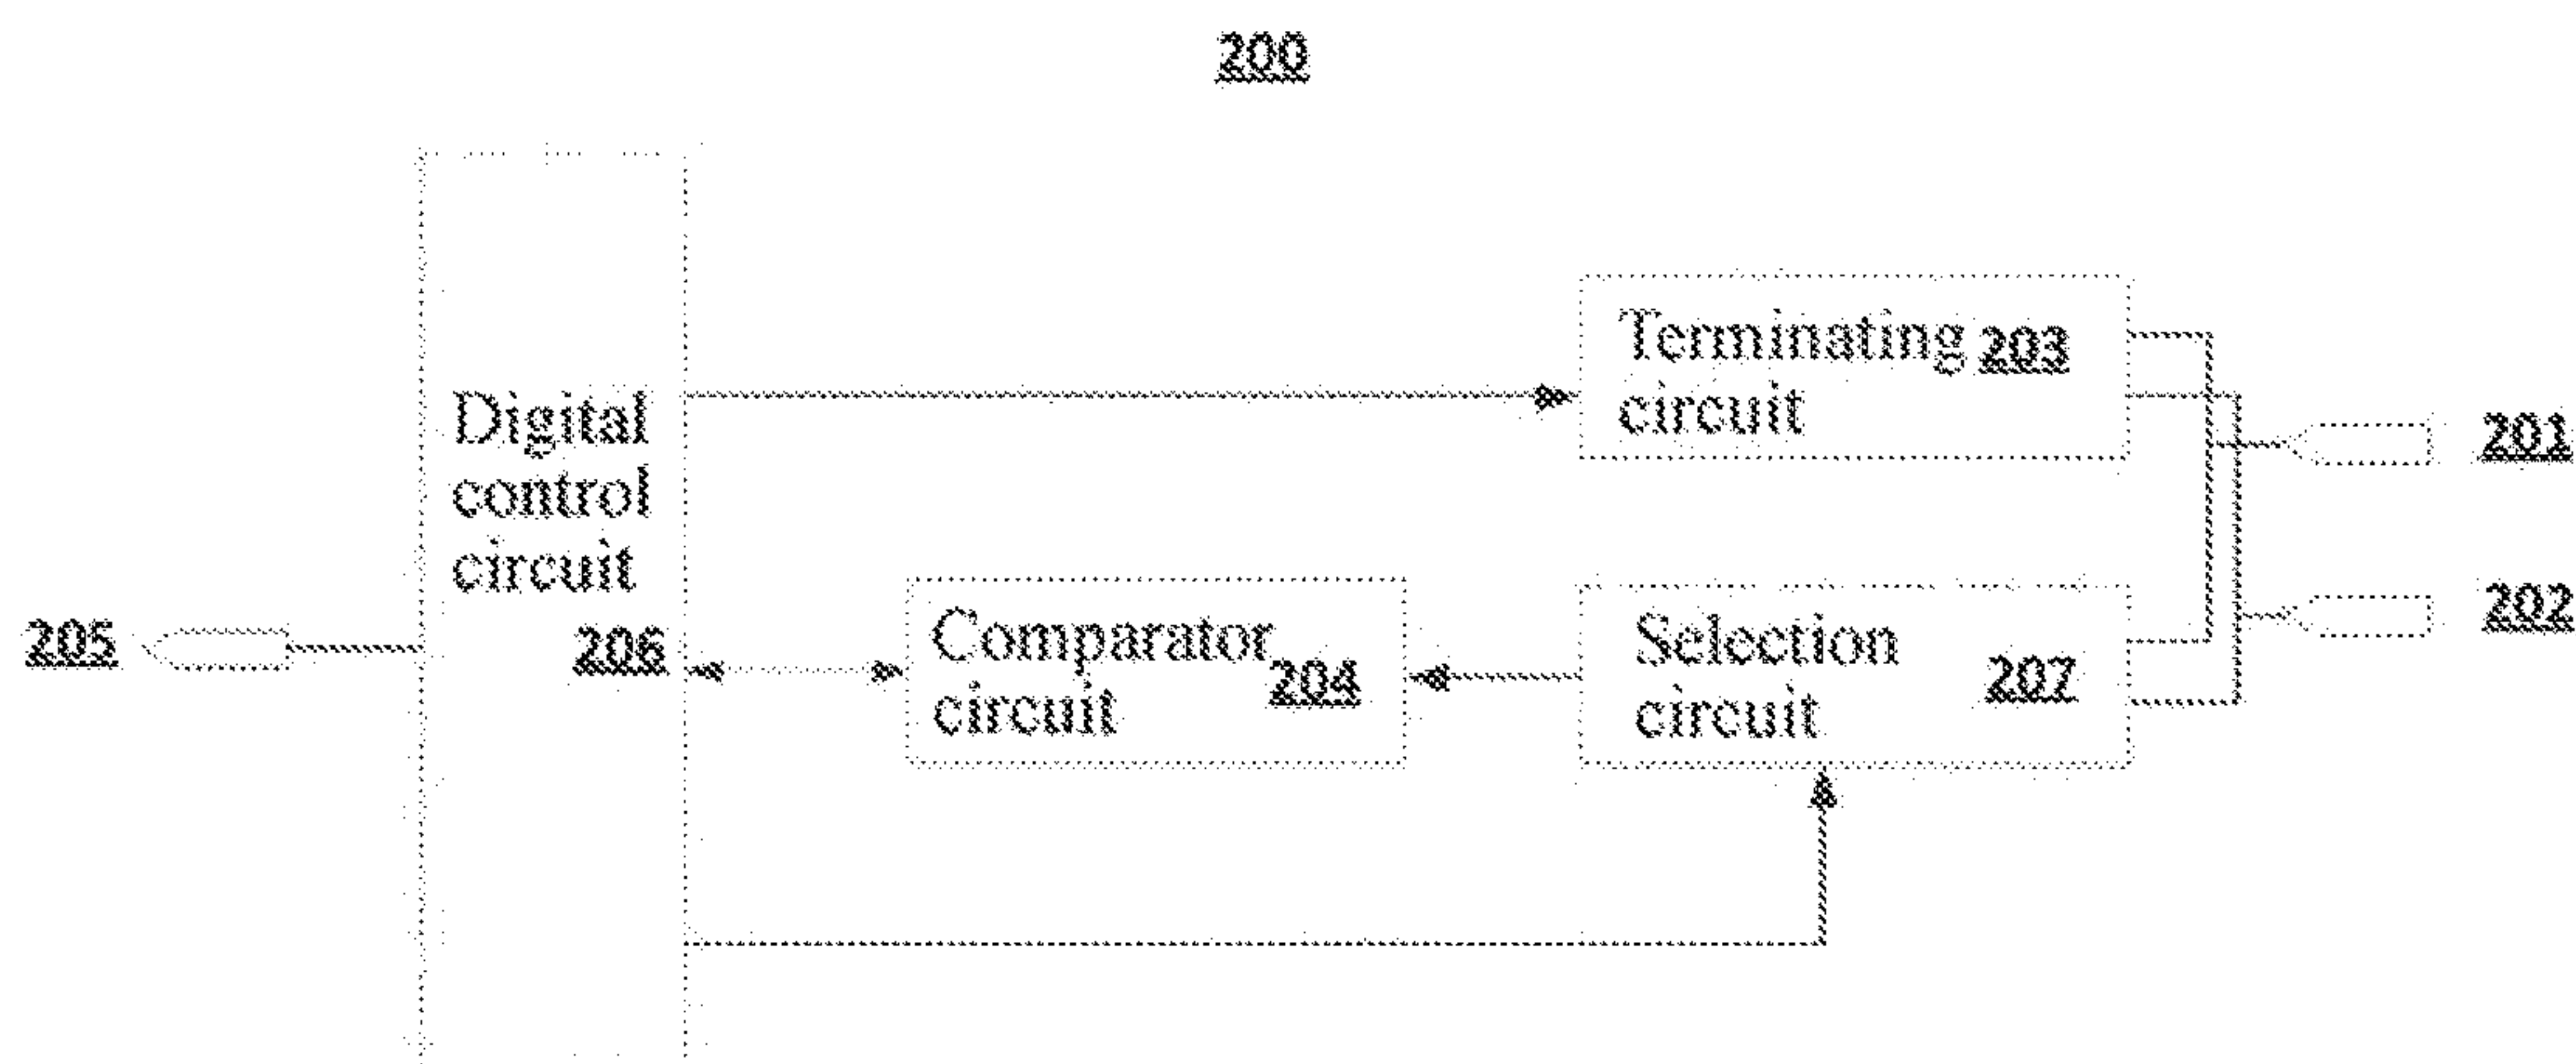 200
Terminating 203
circuit
Digital
control
circuit
201
202
205
206
Comparator 204
circuit
Selection 207
circuit